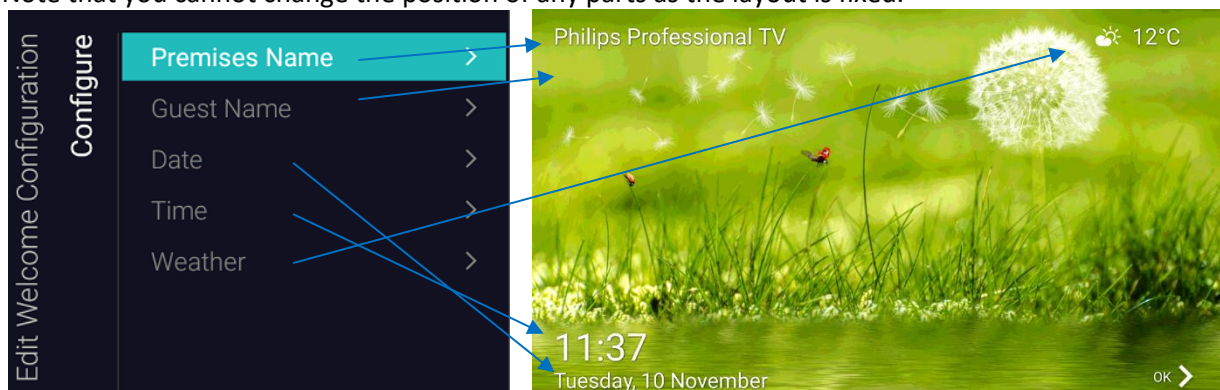 Note that you cannot change the position of any parts as the layout is fixed.
Edit Welcome Configuration
Configure
Premises Name
Guest Name
Date
Time
Weather
Philips Professional TV
12°C
11:37
Tuesday, 10 November
OK